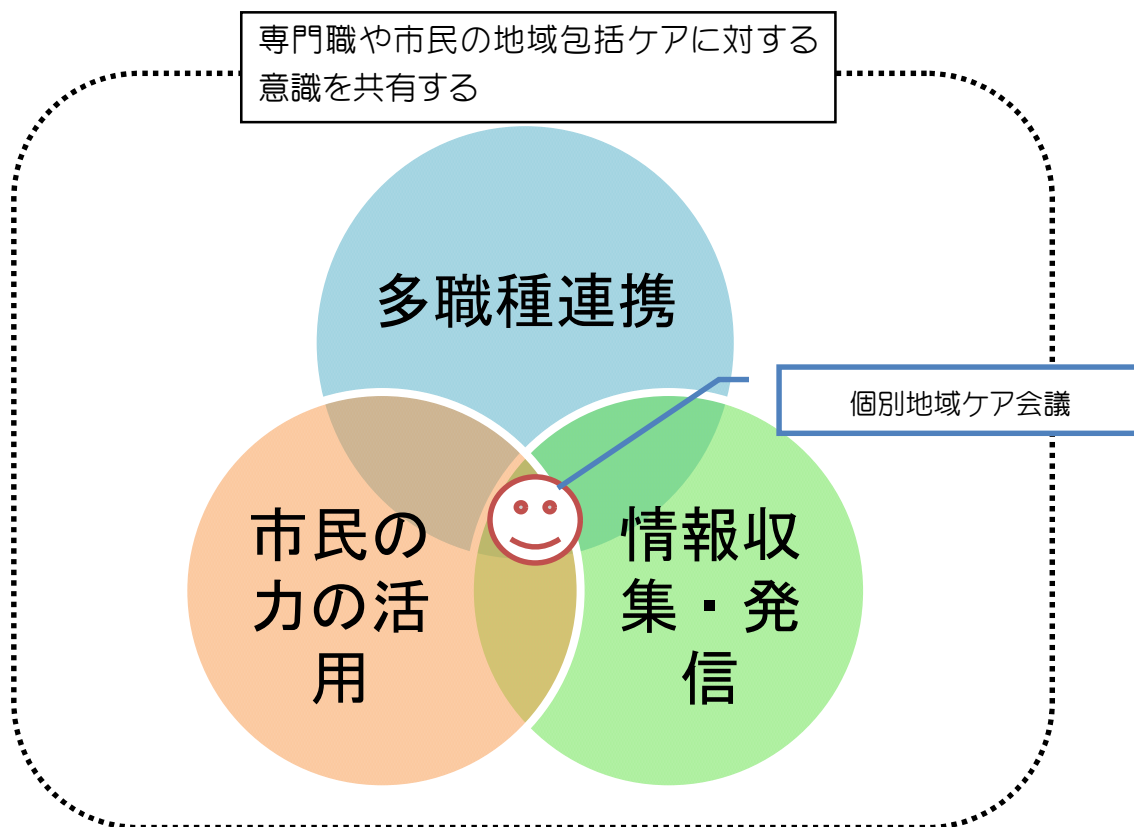 専門職や市民の地域包括ケアに対する
意識を共有する
多職種連携
個別地域ケア会議
市民の
力の活
用
情報収
集・発
信